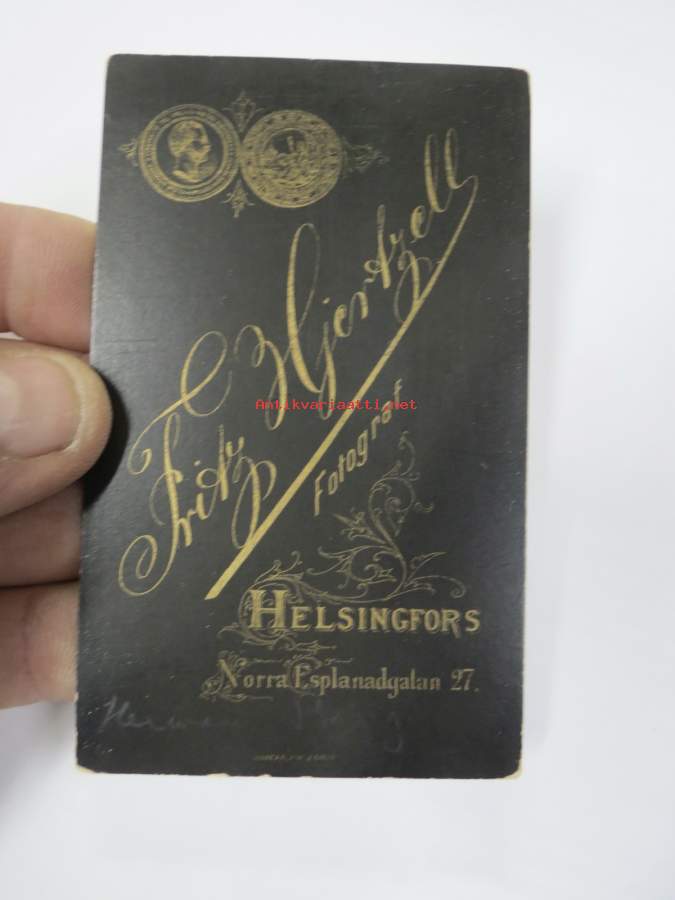 Fritz Hjertzell
Antikvariaatti.net
Fotograf
HELSINGFORS
Norra Esplanadgatan 27.